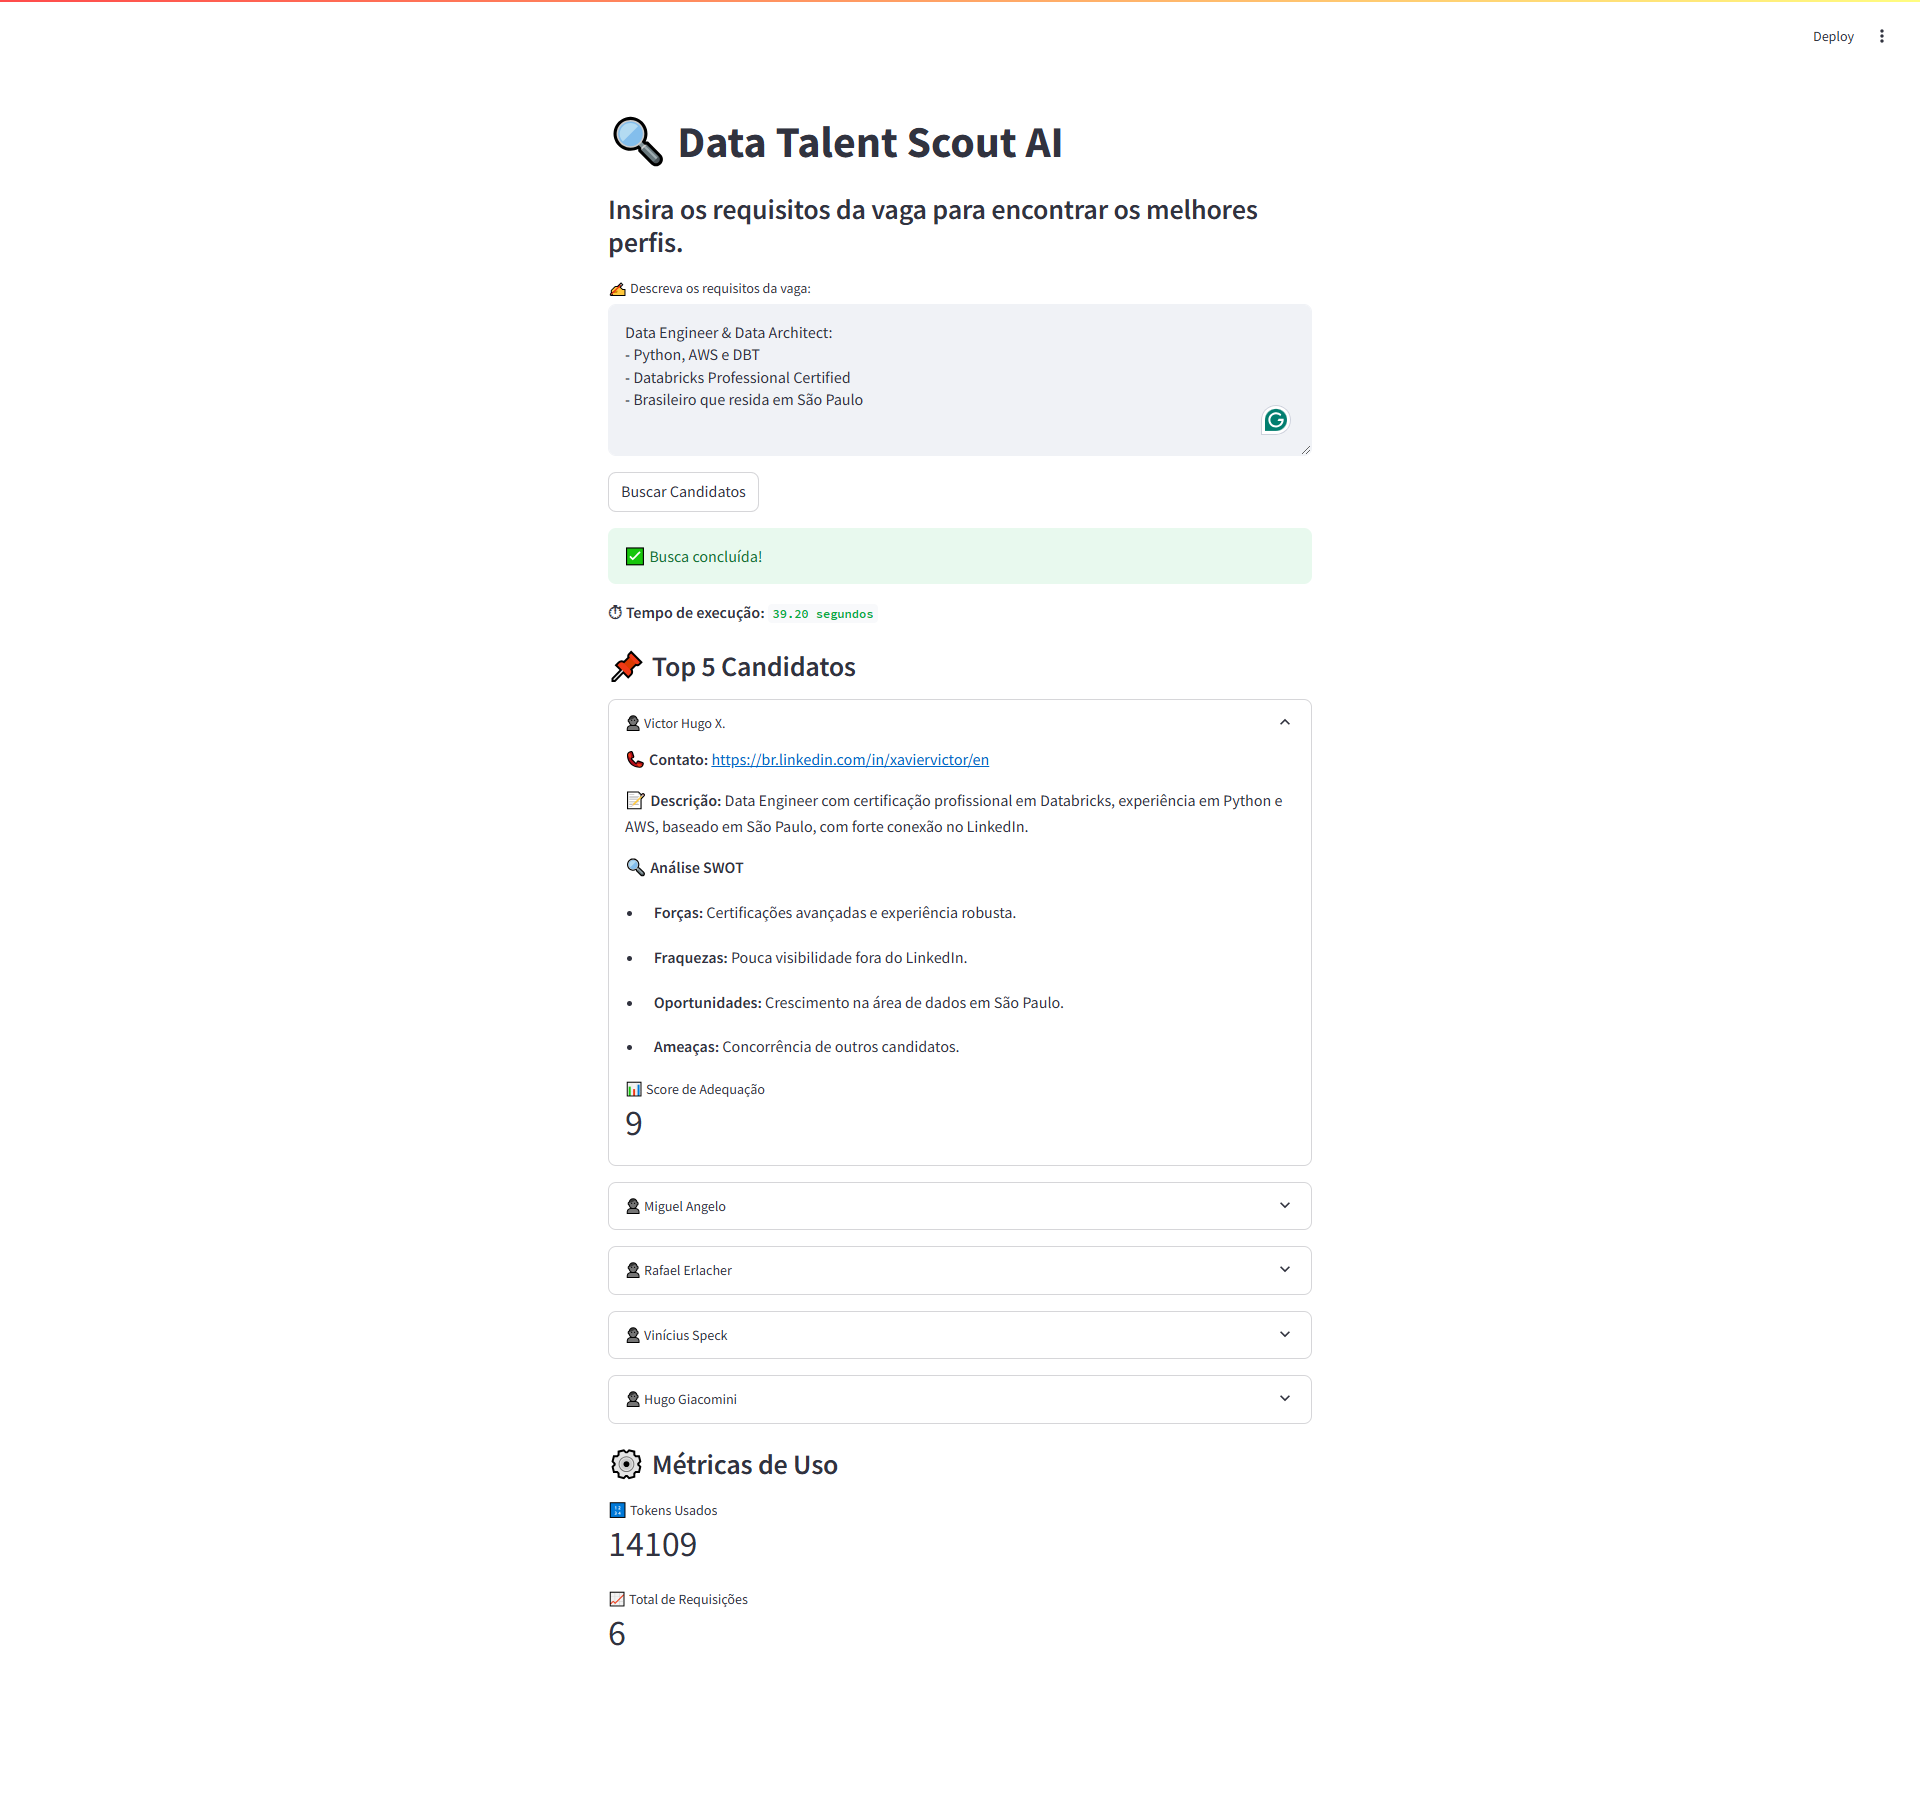 Deploy
Data Talent Scout AI
Insira os requisitos da vaga para encontrar os melhores
perfis.
Descreva os requisitos da vaga:
Data Engineer & Data Architect:
- Python, AWS e DBT
- Databricks Professional Certified
- Brasileiro que resida em São Paulo
Buscar Candidatos
Busca concluída!
Tempo de execução: 39.20 segundos
Top 5 Candidatos
Victor Hugo X.
Contato: https://br.linkedin.com/in/xaviervictor/en
Descrição: Data Engineer com certificação profissional em Databricks, experiência em Python e
AWS, baseado em São Paulo, com forte conexão no LinkedIn.
Análise SWOT
• Forças: Certificações avançadas e experiência robusta.
• Fraquezas: Pouca visibilidade fora do LinkedIn.
• Oportunidades: Crescimento na área de dados em São Paulo.
• Ameaças: Concorrência de outros candidatos.
Score de Adequação
9
Miguel Angelo
Rafael Erlacher
Vinícius Speck
Hugo Giacomini
Métricas de Uso
Tokens Usados
14109
Total de Requisições
6